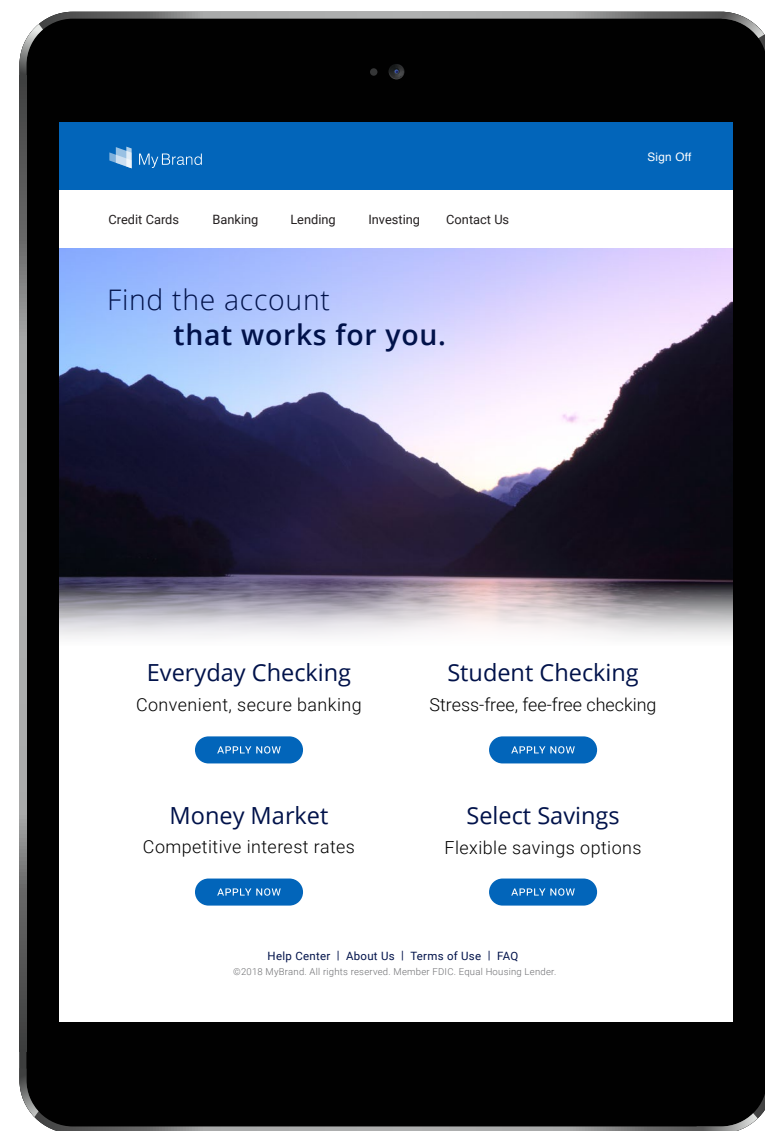 My Brand
Sign Off
Credit Cards Banking Lending Investing Contact Us
Find the account
that works for you.
Everyday Checking
Student Checking
Convenient, secure banking
Stress-free, fee-free checking
APPLY NOW
APPLY NOW
Money Market
Select Savings
Competitive interest rates
Flexible savings options
APPLY NOW
APPLY NOW
Help Center | About Us | Terms of Use | FAQ
©2018 MyBrand. All rights reserved. Member FDIC. Equal Housing Lender.